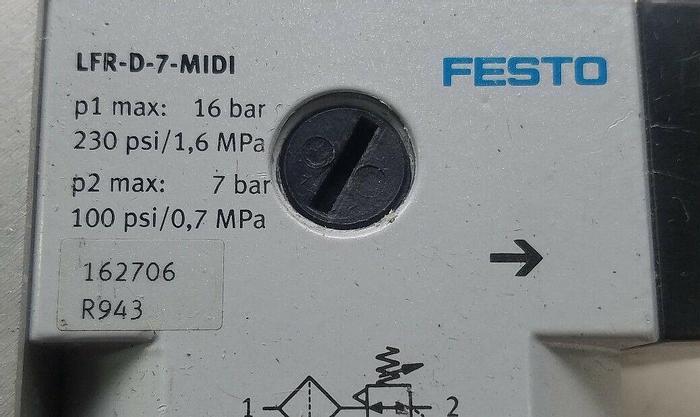 LFR-D-7-MIDI
FESTO
p1 max: 16 bar
230 psi/1,6 MPa
p2 max: 7 bar
100 psi/0,7 MPa
162706
R943
1 2